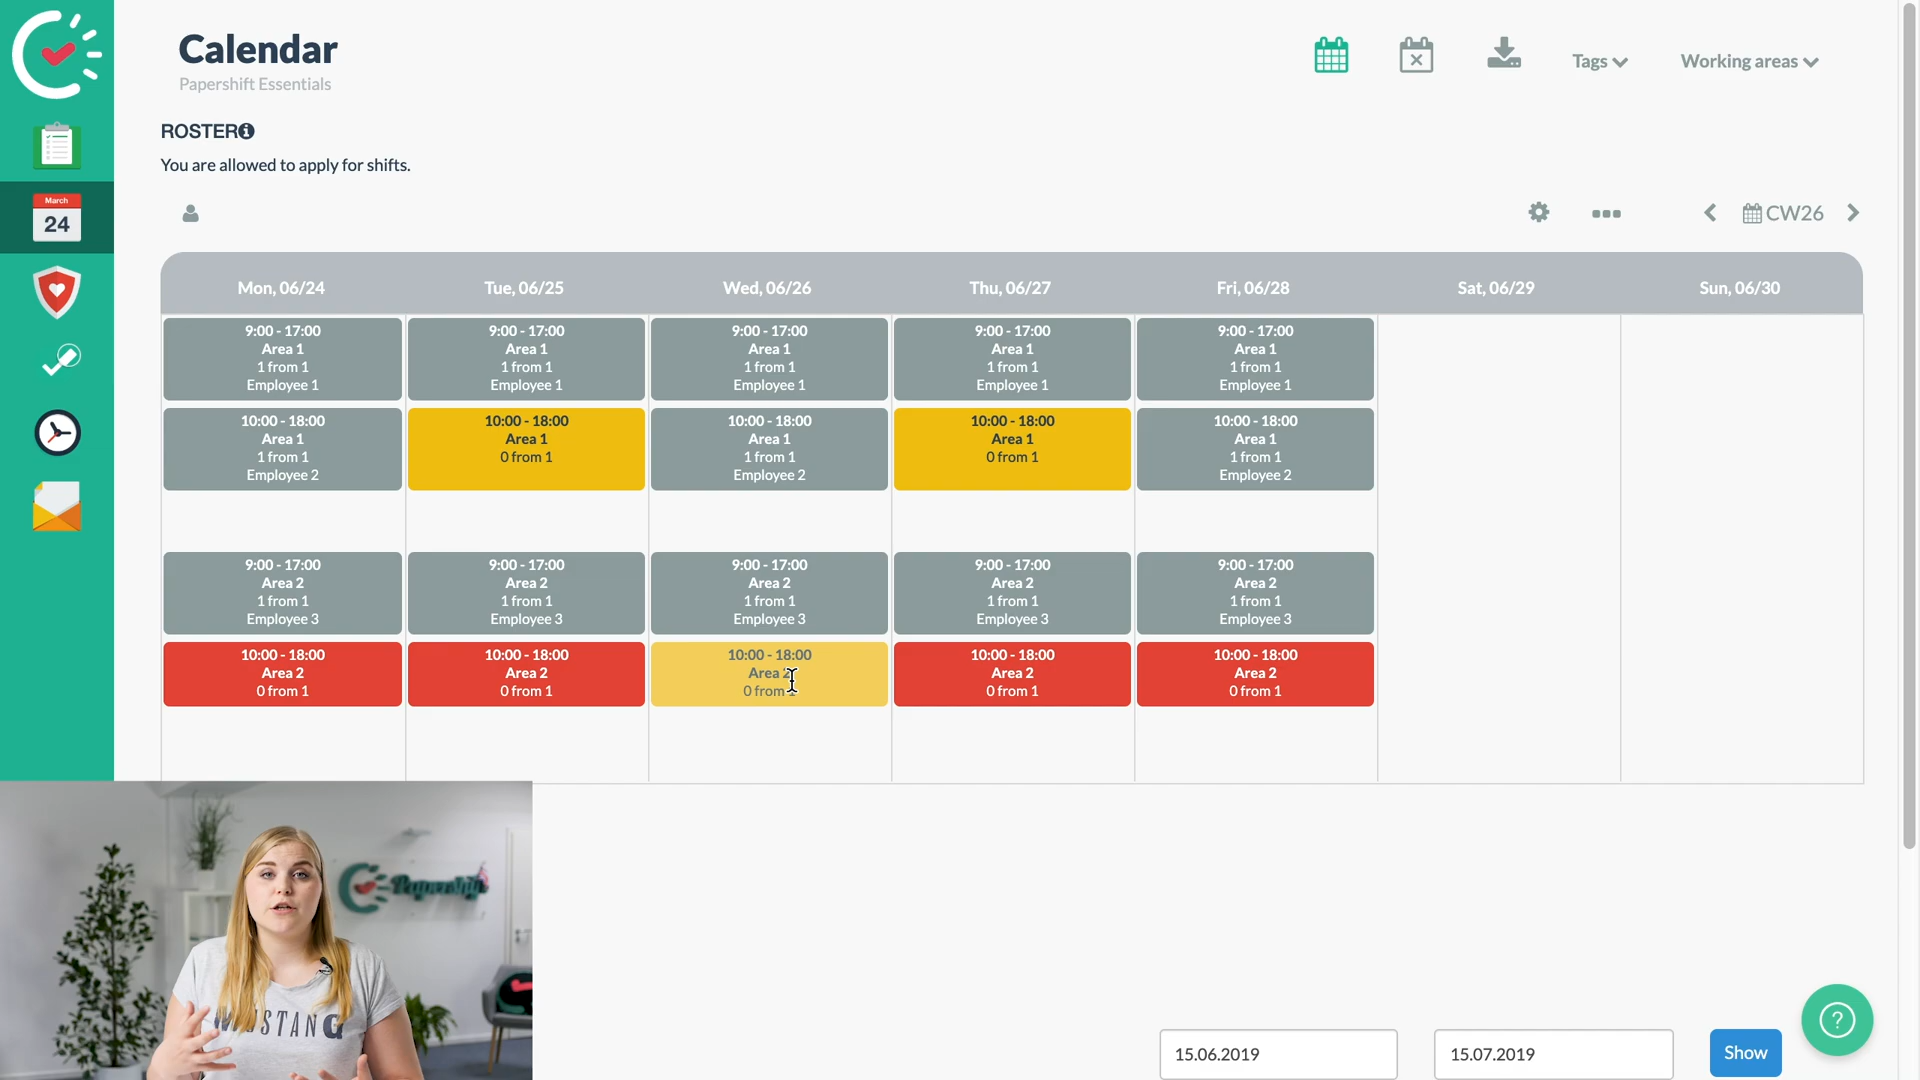 Calendar
Papershift Essentials
Tags
Working areas
ROSTER
You are allowed to apply for shifts.
March
24
CW26
Mon, 06/24
Tue, 06/25
Wed, 06/26
Thu, 06/27
Fri, 06/28
Sat, 06/29
Sun, 06/30
9:00 - 17:00
Area 1
1 from 1
Employee 1
9:00 - 17:00
Area 1
1 from 1
Employee 1
9:00 - 17:00
Area 1
1 from 1
Employee 1
9:00 - 17:00
Area 1
1 from 1
Employee 1
9:00 - 17:00
Area 1
1 from 1
Employee 1
10:00 - 18:00
Area 1
1 from 1
Employee 2
10:00 - 18:00
Area 1
0 from 1
10:00 - 18:00
Area 1
1 from 1
Employee 2
10:00 - 18:00
Area 1
0 from 1
10:00 - 18:00
Area 1
1 from 1
Employee 2
9:00 - 17:00
Area 2
1 from 1
Employee 3
9:00 - 17:00
Area 2
1 from 1
Employee 3
9:00 - 17:00
Area 2
1 from 1
Employee 3
9:00 - 17:00
Area 2
1 from 1
Employee 3
9:00 - 17:00
Area 2
1 from 1
Employee 3
10:00 - 18:00
Area 2
0 from 1
10:00 - 18:00
Area 2
0 from 1
10:00 - 18:00
Area 2
0 from 1
10:00 - 18:00
Area 2
0 from 1
10:00 - 18:00
Area 2
0 from 1
Papershift
MUSTANG
15.06.2019
15.07.2019
Show
?